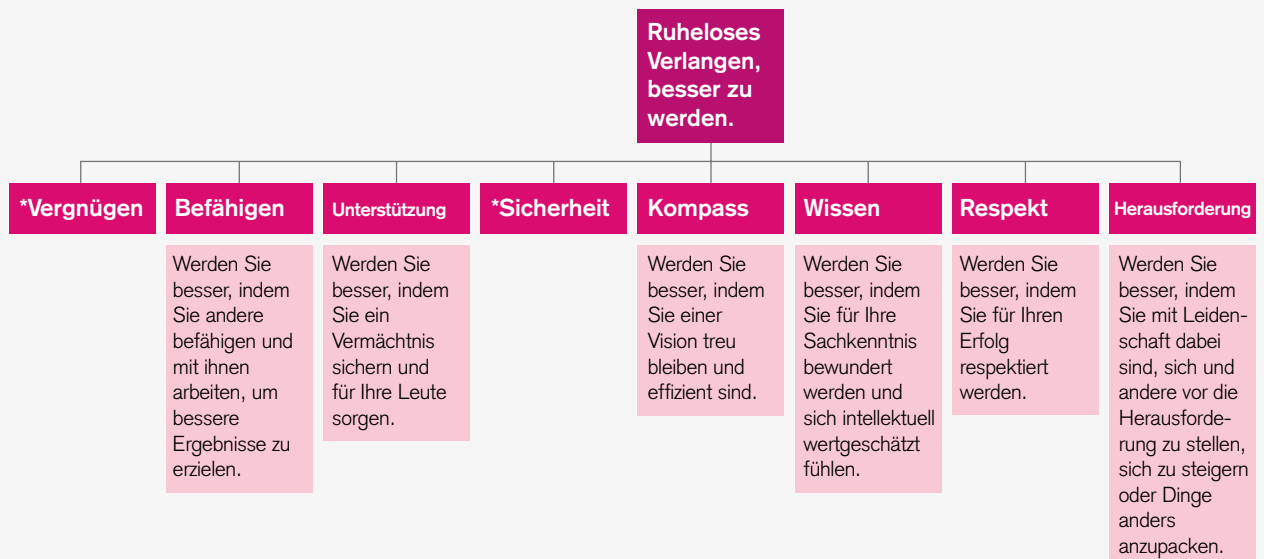 Ruheloses
Verlangen,
besser zu
werden.
*Vergnügen
Befähigen
Werden Sie
besser, indem
Sie andere
befähigen und
mit ihnen
arbeiten, um
bessere
Ergebnisse zu
erzielen.
Unterstützung
Werden Sie
besser, indem
Sie ein
Vermächtnis
sichern und
für Ihre Leute
sorgen.
*Sicherheit
Kompass
Werden Sie
besser, indem
Sie einer
Vision treu
bleiben und
effizient sind.
Wissen
Werden Sie
besser, indem
Sie für Ihre
Sachkenntnis
bewundert
werden und
sich intellektuell
wertgeschätzt
fühlen.
Respekt
Werden Sie
besser, indem
Sie für Ihren
Erfolg
respektiert
werden.
Herausforderung
Werden Sie
besser, indem
Sie mit Leiden-
schaft dabei
sind, sich und
andere vor die
Herausforde-
rung zu stellen,
sich zu steigern
oder Dinge
anders
anzupacken.